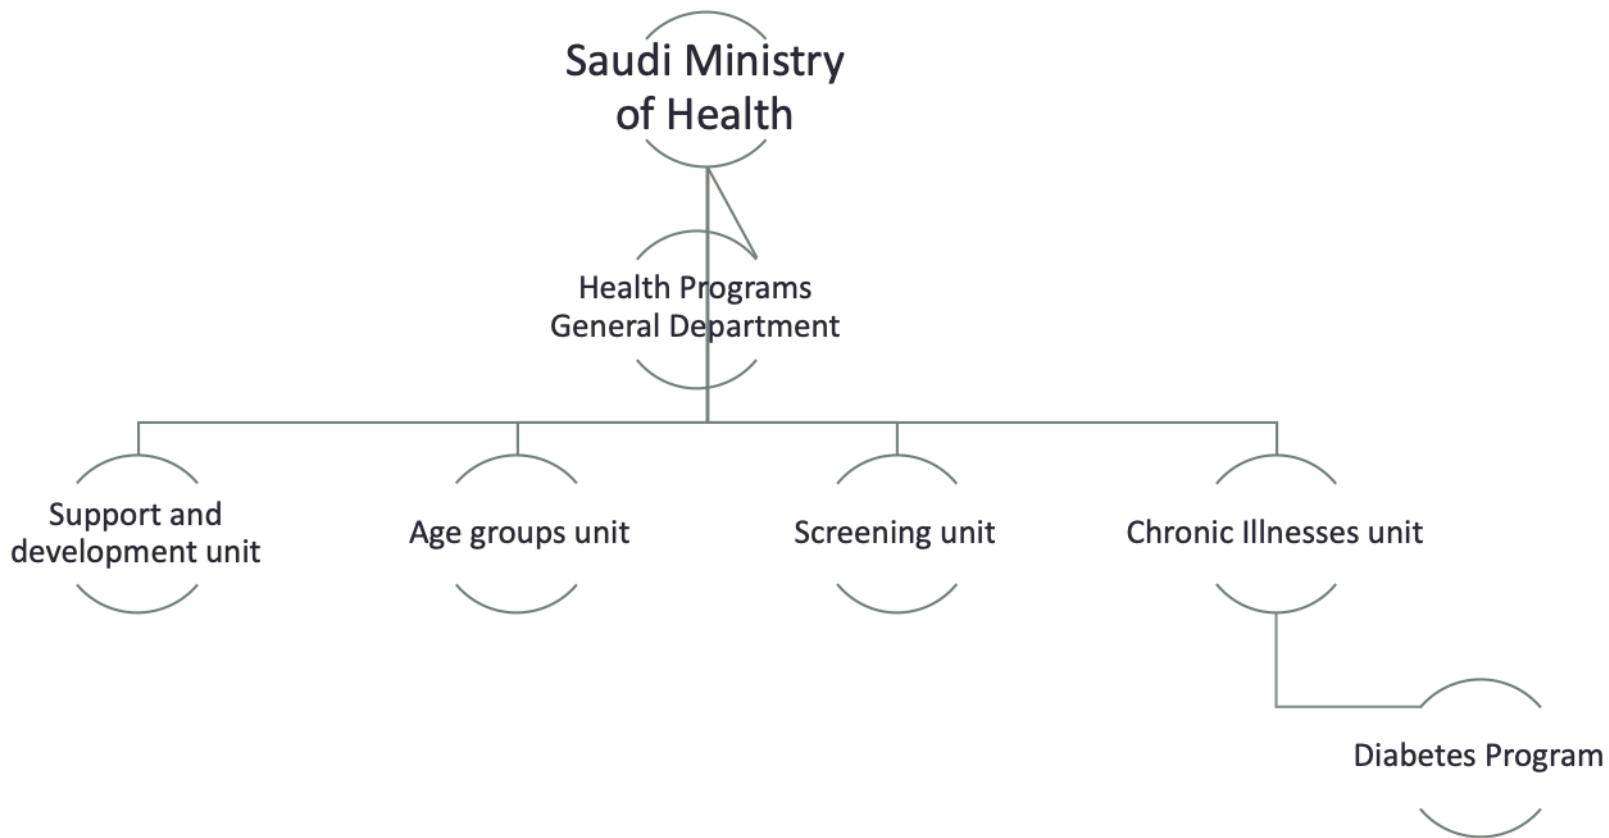 Saudi Ministry
of Health
Health Programs
General Department
Support and
development unit
Age groups unit
Screening unit
Chronic Illnesses unit
Diabetes Program